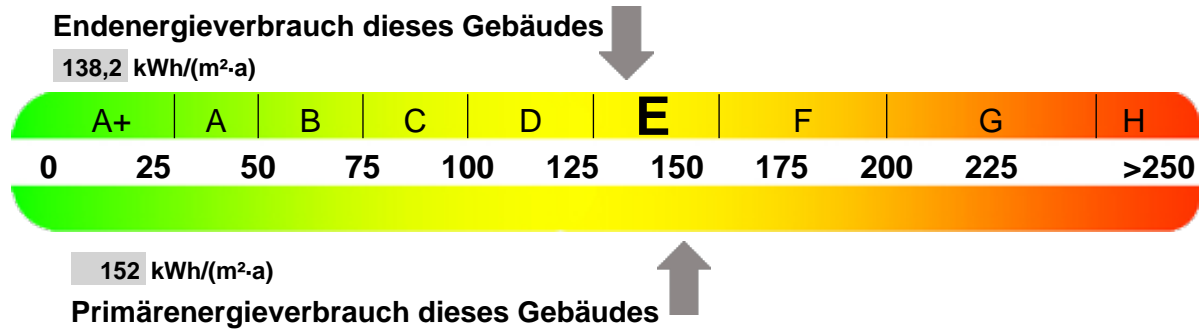 Endenergieverbrauch dieses Gebäudes
138,2 kWh/(m²·a)
A+ A B C D E F G H
0 25 50 75 100 125 150 175 200 225 >250
152 kWh/(m²·a)
Primärenergieverbrauch dieses Gebäudes